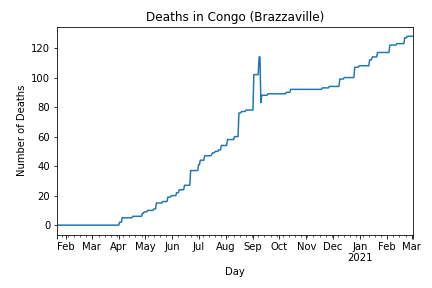 Deaths in Congo (Brazzaville)
120
100
80
60
40
20
0
Number of Deaths
Feb Mar Apr May Jun Jul Aug Sep Oct Nov Dec Jan Feb Mar
2021
Day